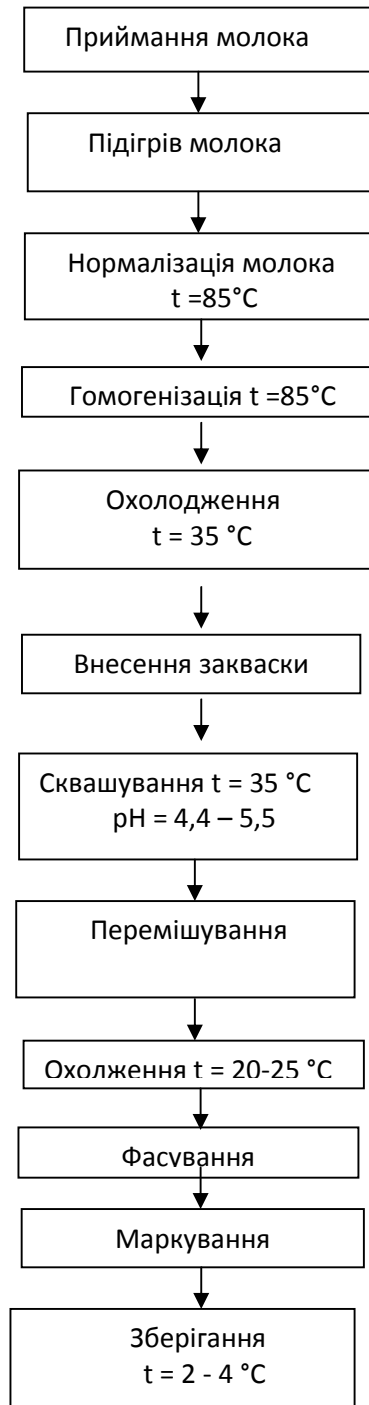 Приймання молока
Підігрів молока
Нормалізація молока
t =85°С
Гомогенізація t =85°С
Охолодження
t = 35 °С
Внесення закваски
Сквашування t = 35 °С
рН = 4,4 – 5,5
Перемішування
Охолження t = 20-25 °С
Фасування
Маркування
Зберігання
t = 2 - 4 °С